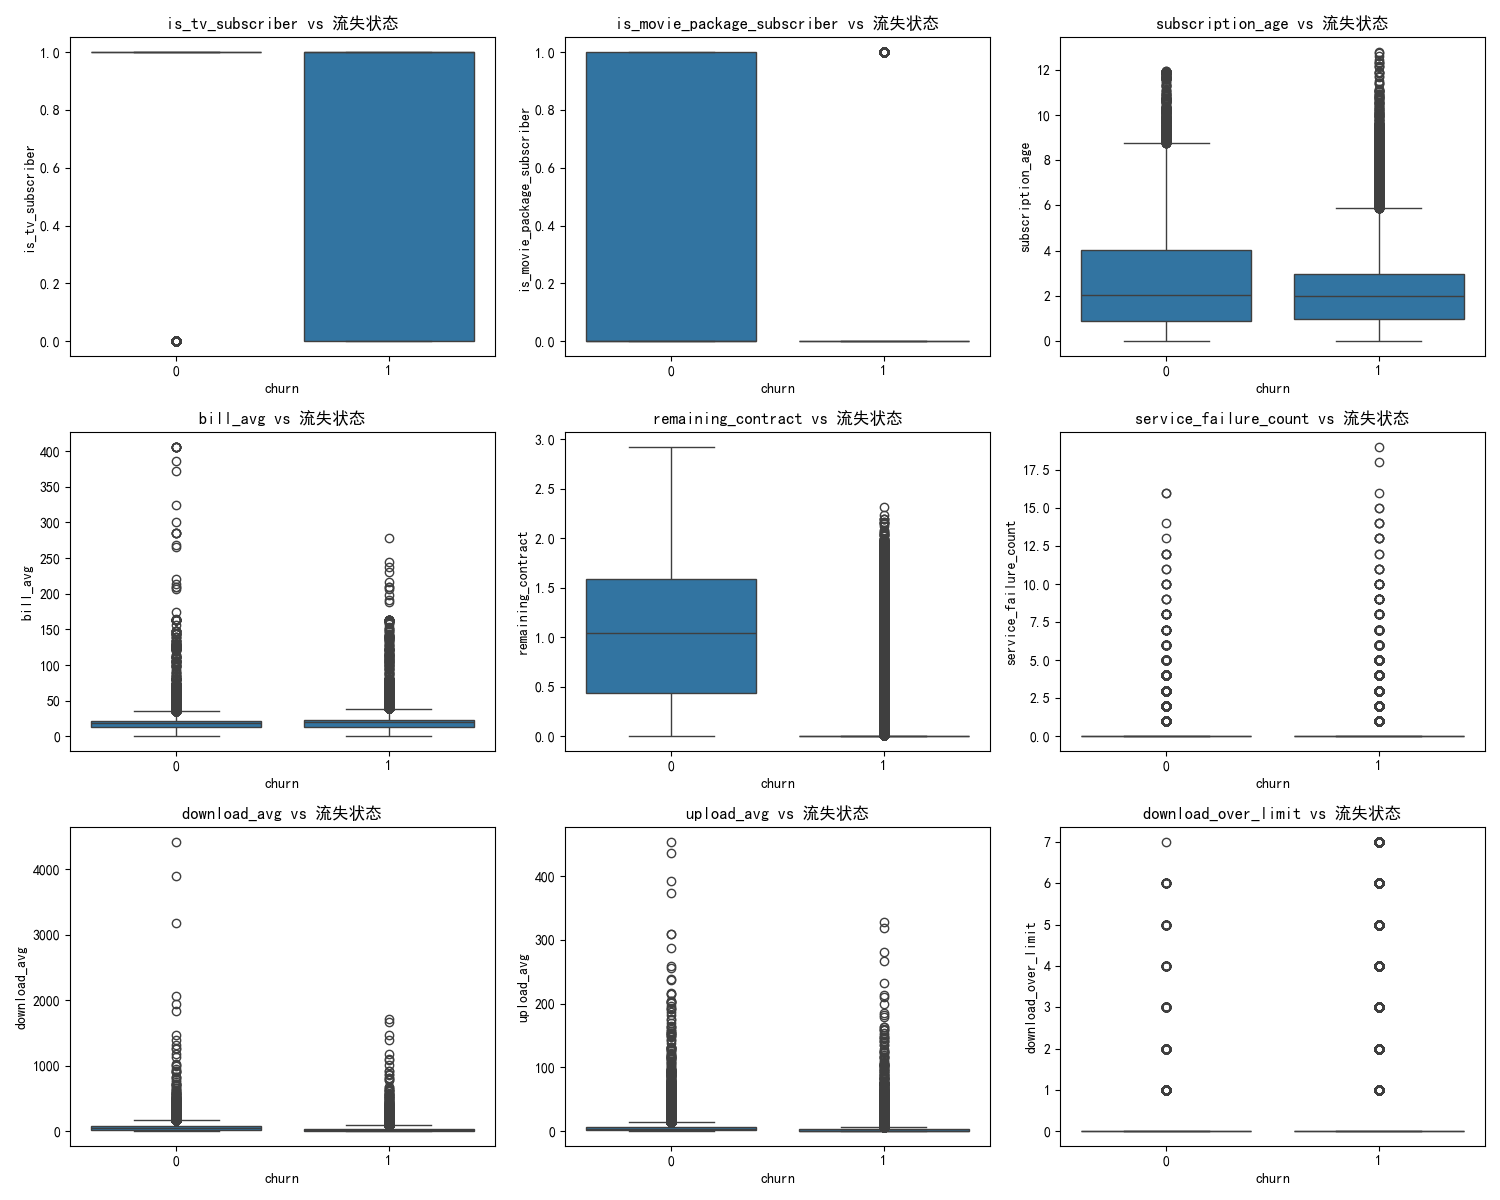 is_tv_subscriber vs 流失状态
is_tv_subscriber
1.0
0.8
0.6
0.4
0.2
0.0
0
1
churn
is_movie_package_subscriber vs 流失状态
is_movie_package_subscriber
1.0
0.8
0.6
0.4
0.2
0.0
0
1
churn
subscription_age vs 流失状态
subscription_age
12
10
8
6
4
2
0
0
1
churn
bill_avg vs 流失状态
bill_avg
400
350
300
250
200
150
100
50
0
0
1
churn
remaining_contract vs 流失状态
remaining_contract
3.0
2.5
2.0
1.5
1.0
0.5
0.0
0
1
churn
service_failure_count vs 流失状态
service_failure_count
17.5
15.0
12.5
10.0
7.5
5.0
2.5
0.0
0
1
churn
download_avg vs 流失状态
download_avg
4000
3000
2000
1000
0
0
1
churn
upload_avg vs 流失状态
upload_avg
400
300
200
100
0
0
1
churn
download_over_limit vs 流失状态
download_over_limit
7
6
5
4
3
2
1
0
0
1
churn